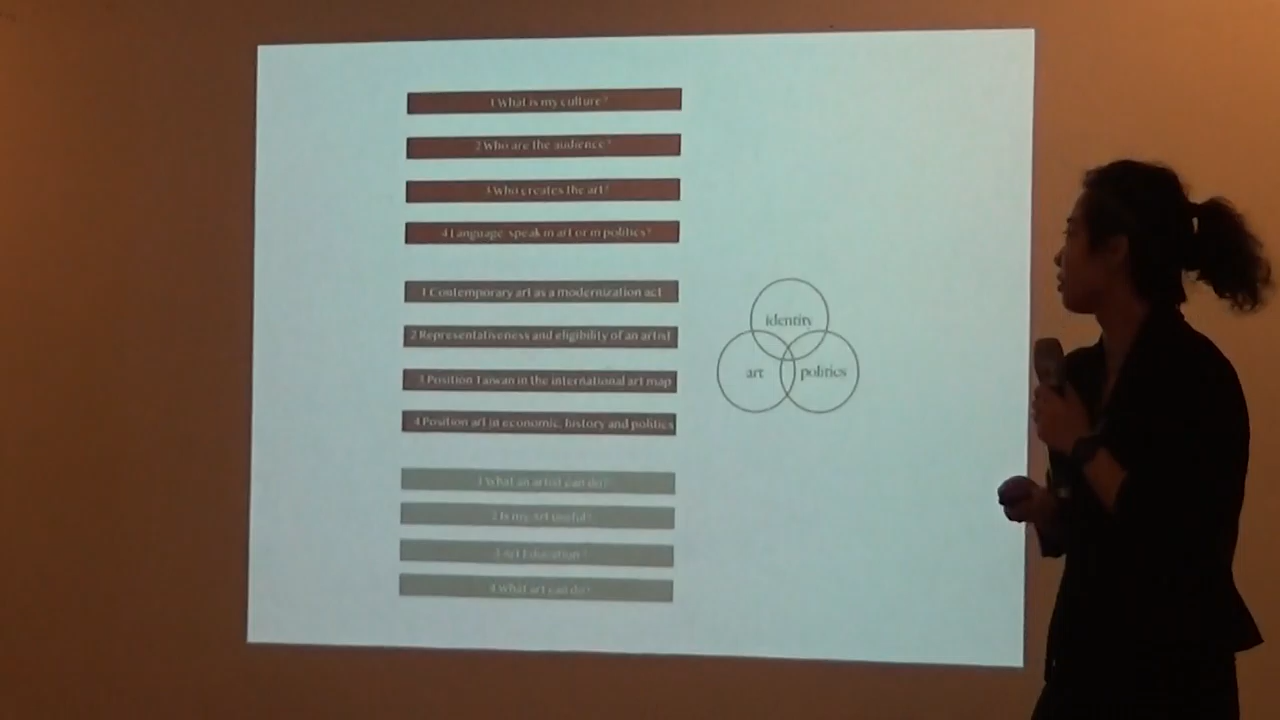 1 What is my culture?
2 Who are the audience?
3 Who creates the art?
4 Language: speak in art or in politics?
1 Contemporary art as a modernization act
2 Representativeness and eligibility of an artist
3 Position Taiwan in the international art map
4 Position art in economic, history and politics
1 What an artist can do?
2 Is my art useful?
3 Art Education?
4 What art can do?
identity
art
politics